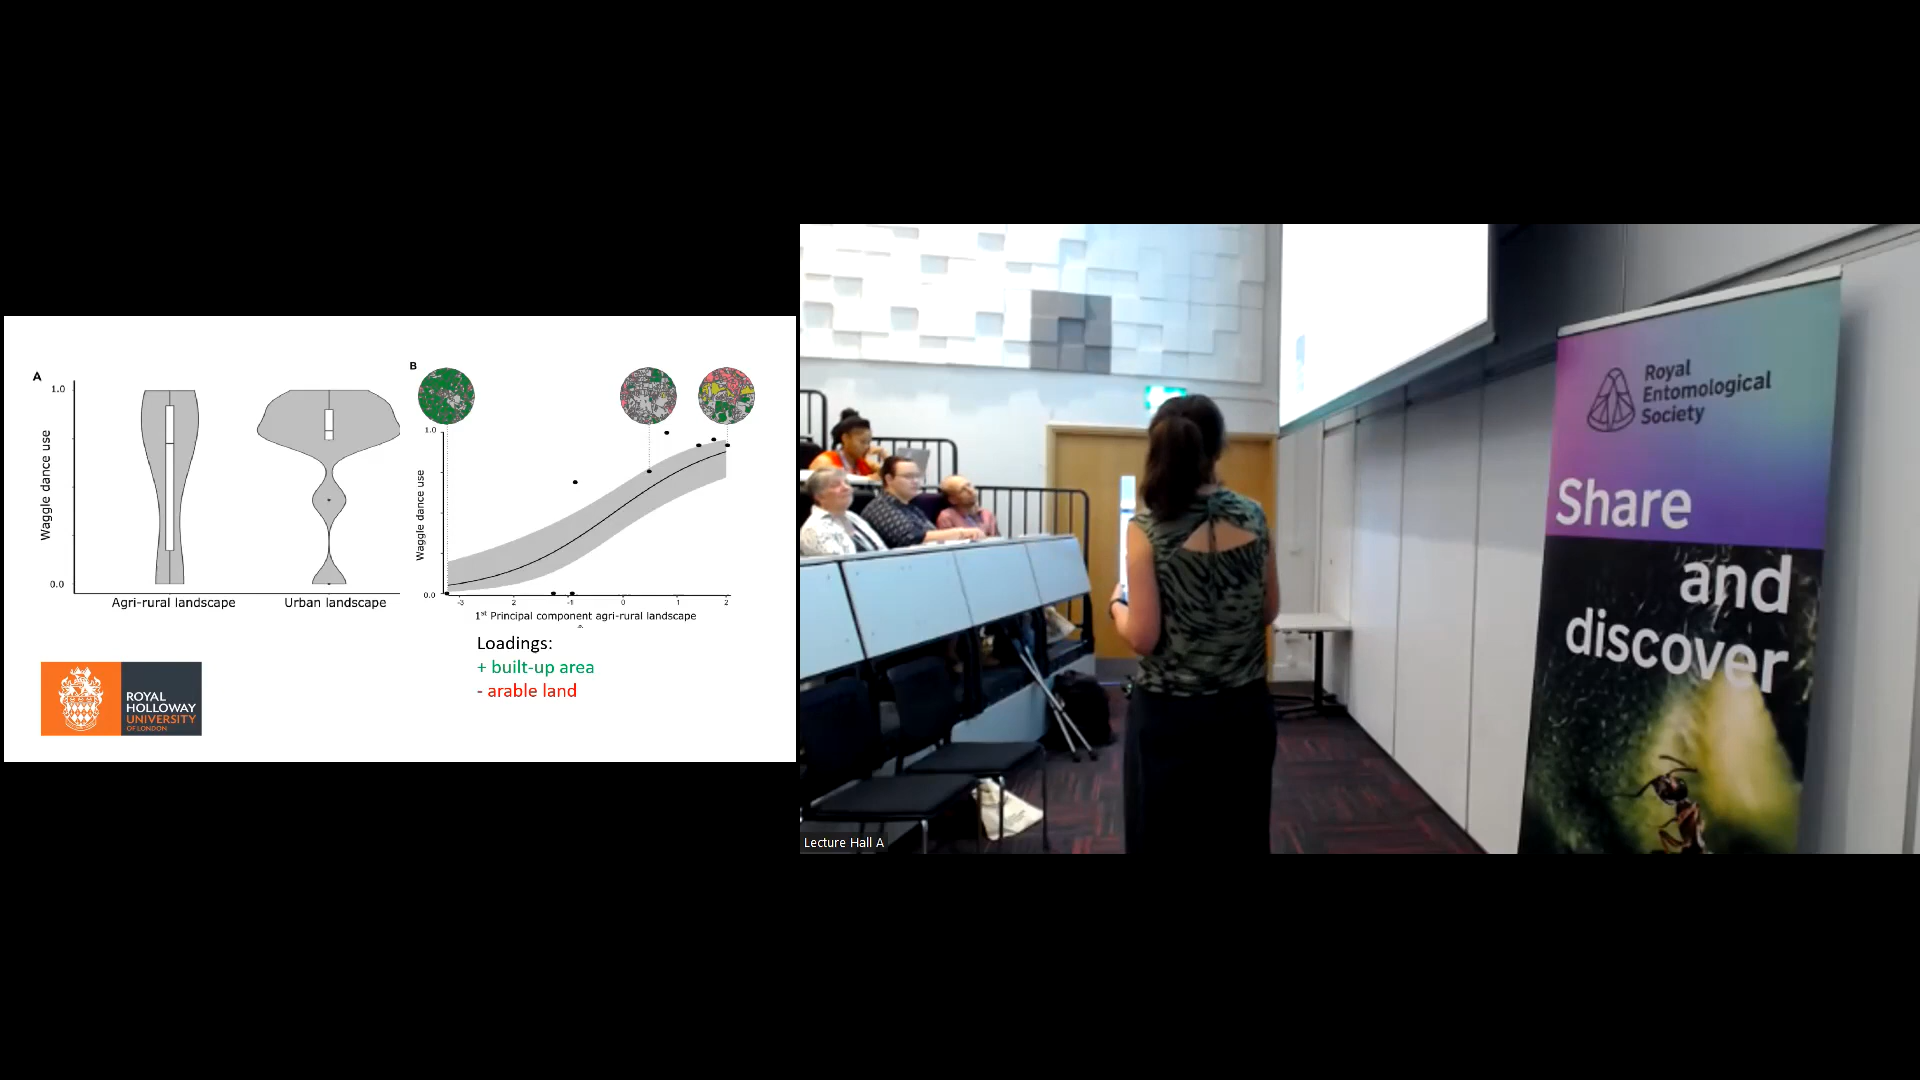 A
1.0
Waggle dance use
0.0
Agri-rural landscape
Urban landscape
B
1.0
Waggle dance use
0.0
-3
2
-1
0
1
2
1st Principal component agri-rural landscape
Loadings:
+ built-up area
- arable land
ROYAL
HOLLOWAY
UNIVERSITY
OF LONDON
Royal
Entomological
Society
Share
and
discover
Lecture Hall A